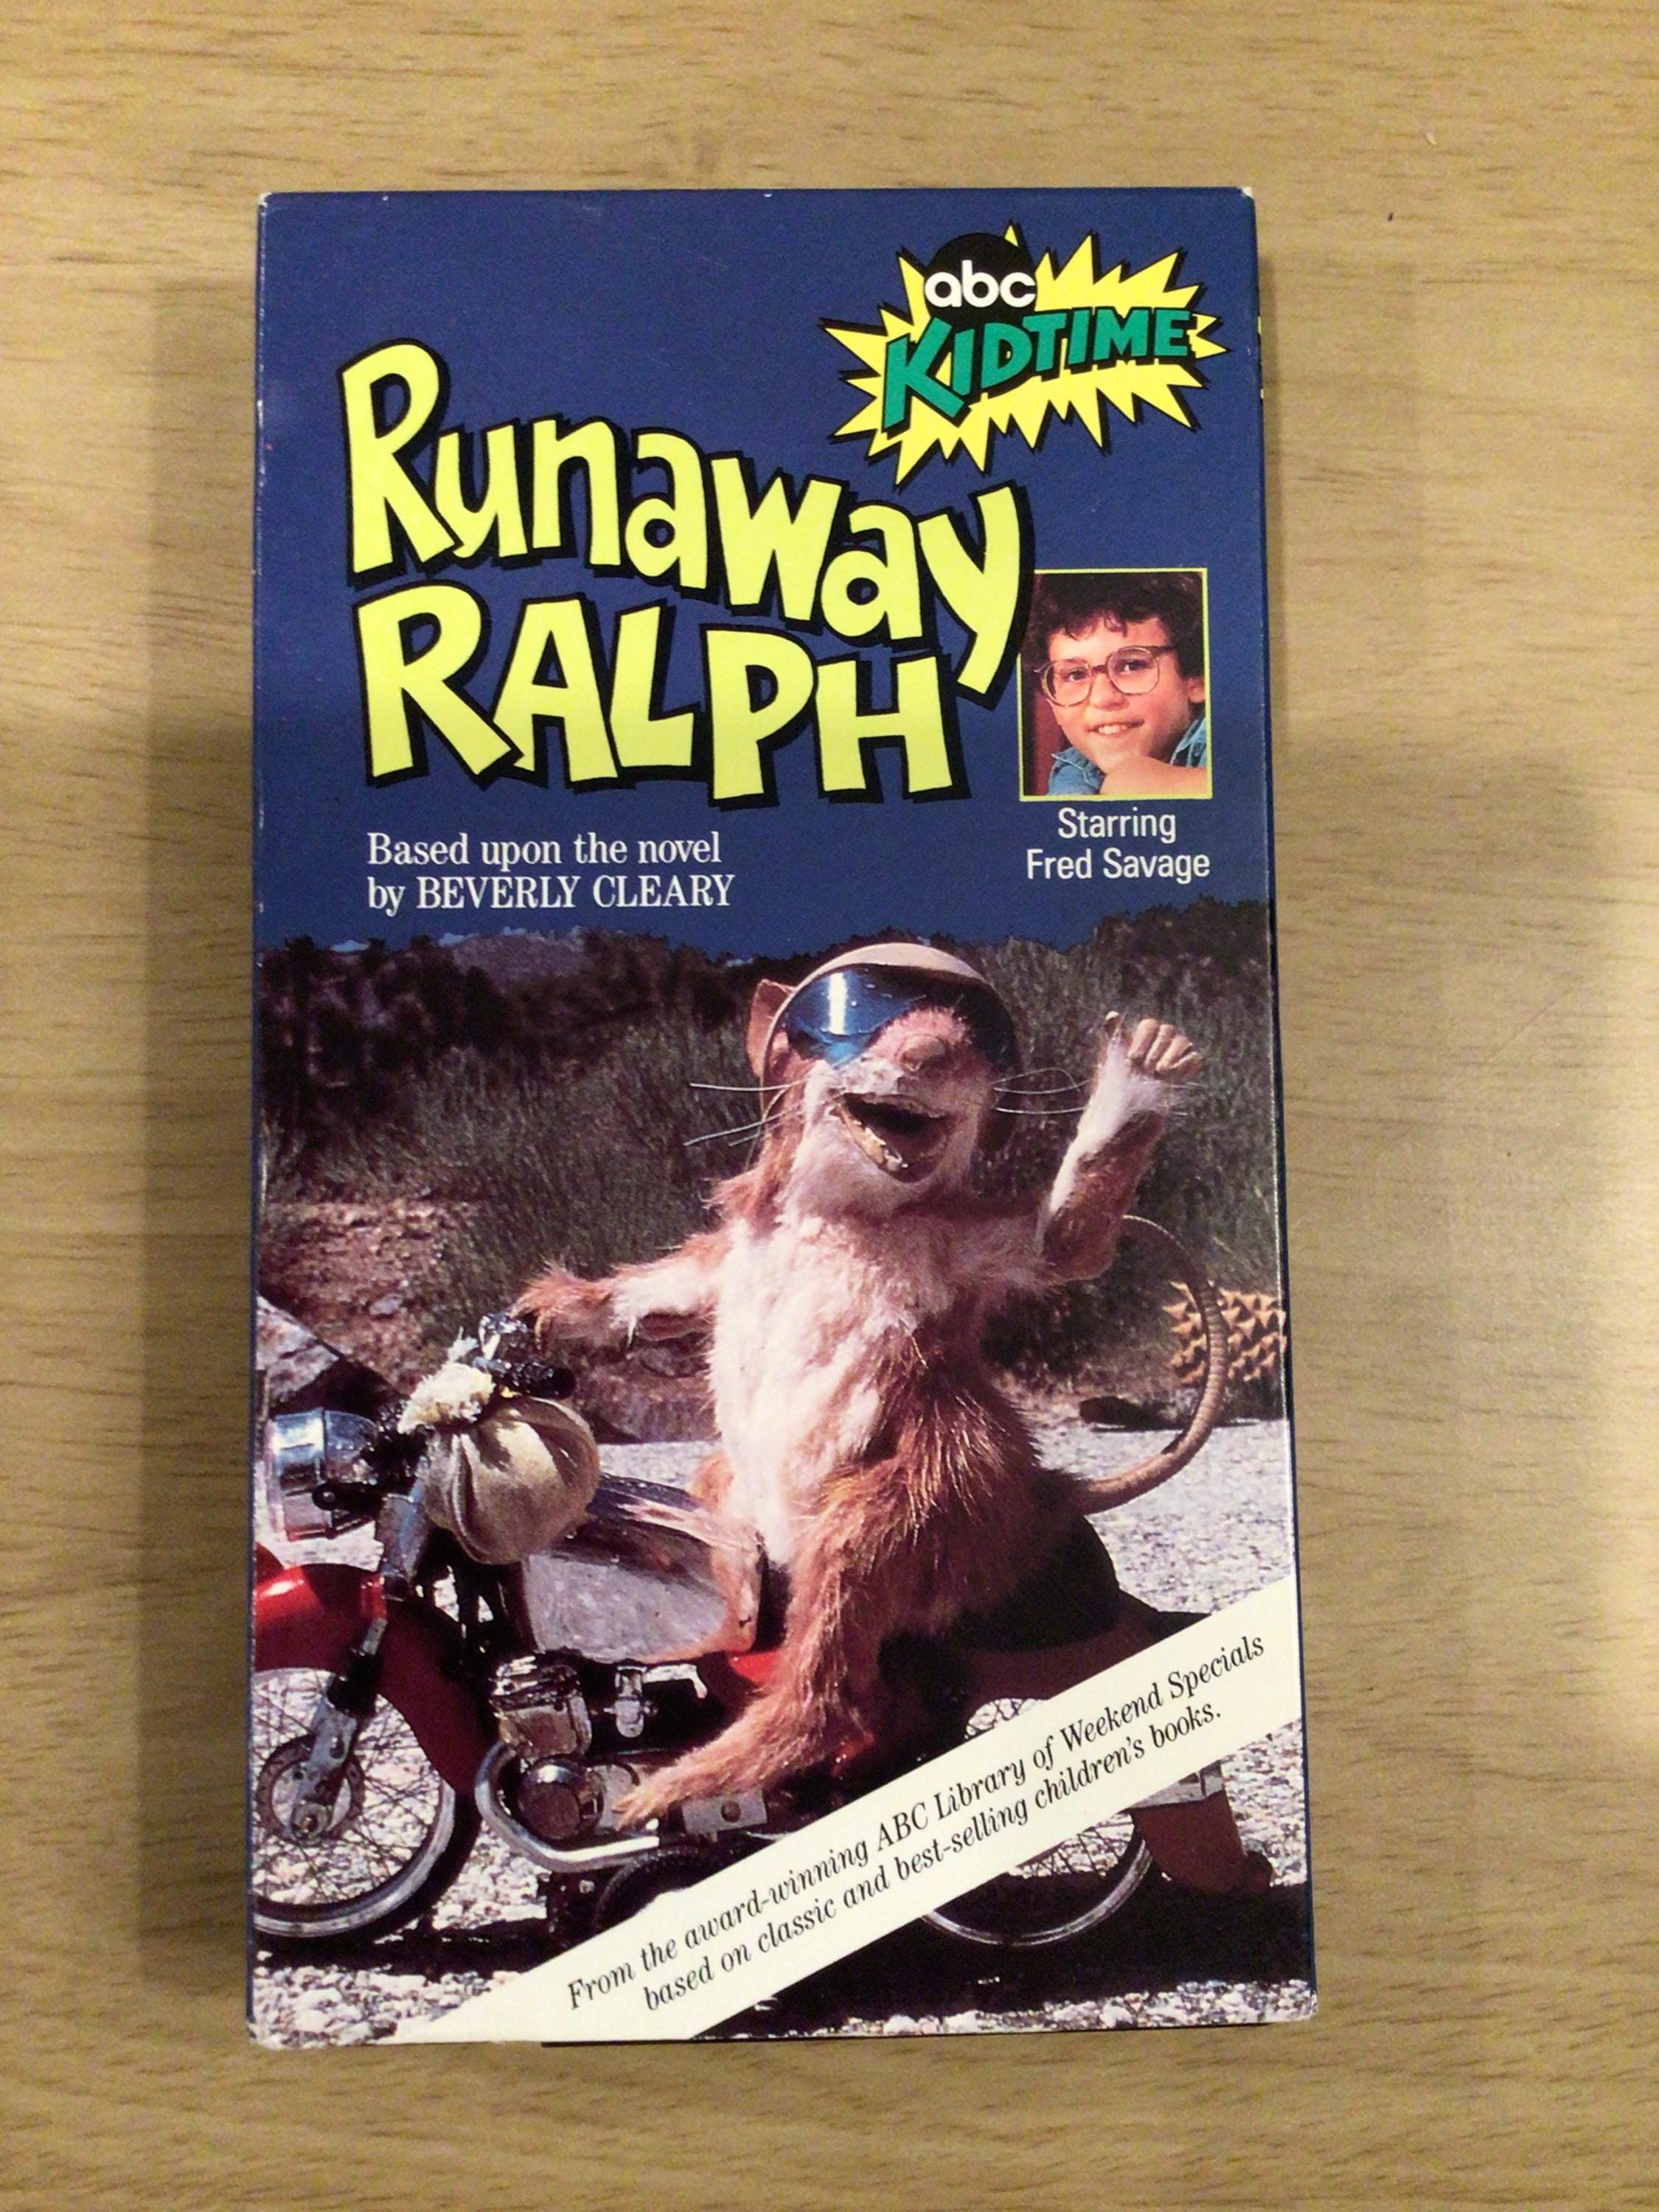 abc
KIDTIME
Runaway
RALPH
Starring
Fred Savage
Based upon the novel
by BEVERLY CLEARY
From the award-winning ABC Library of Weekend Specials
based on classic and best-selling children's books.